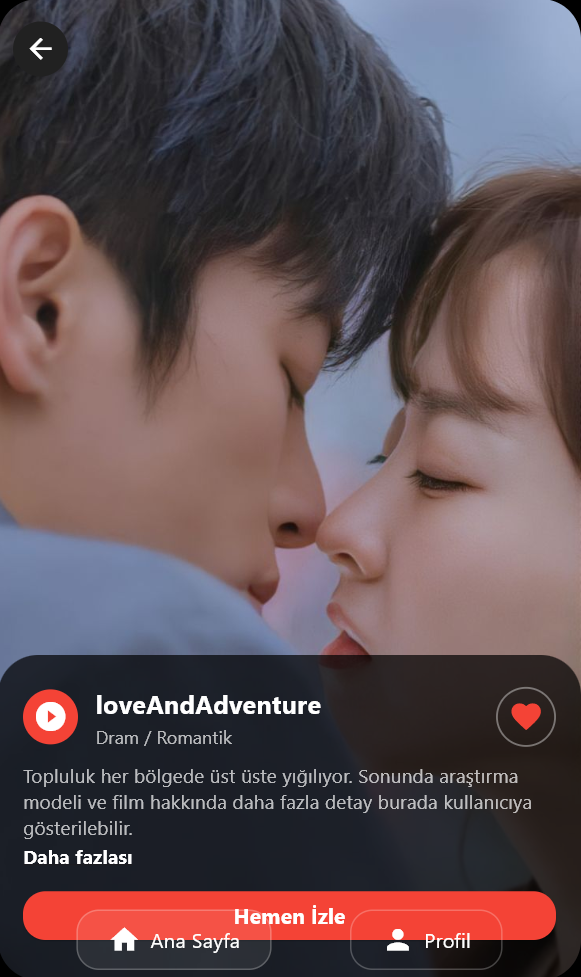 loveAndAdventure
Dram / Romantik
Topluluk her bölgede üst üste yığılıyor. Sonunda araştırma
modeli ve film hakkında daha fazla detay burada kullanıcıya
gösterilebilir.
Daha fazlası
Hemen İzle
Ana Sayfa
Profil